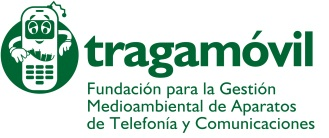 tragamóvil
Fundación para la Gestión
Medioambiental de Aparatos
de Telefonía y Comunicaciones